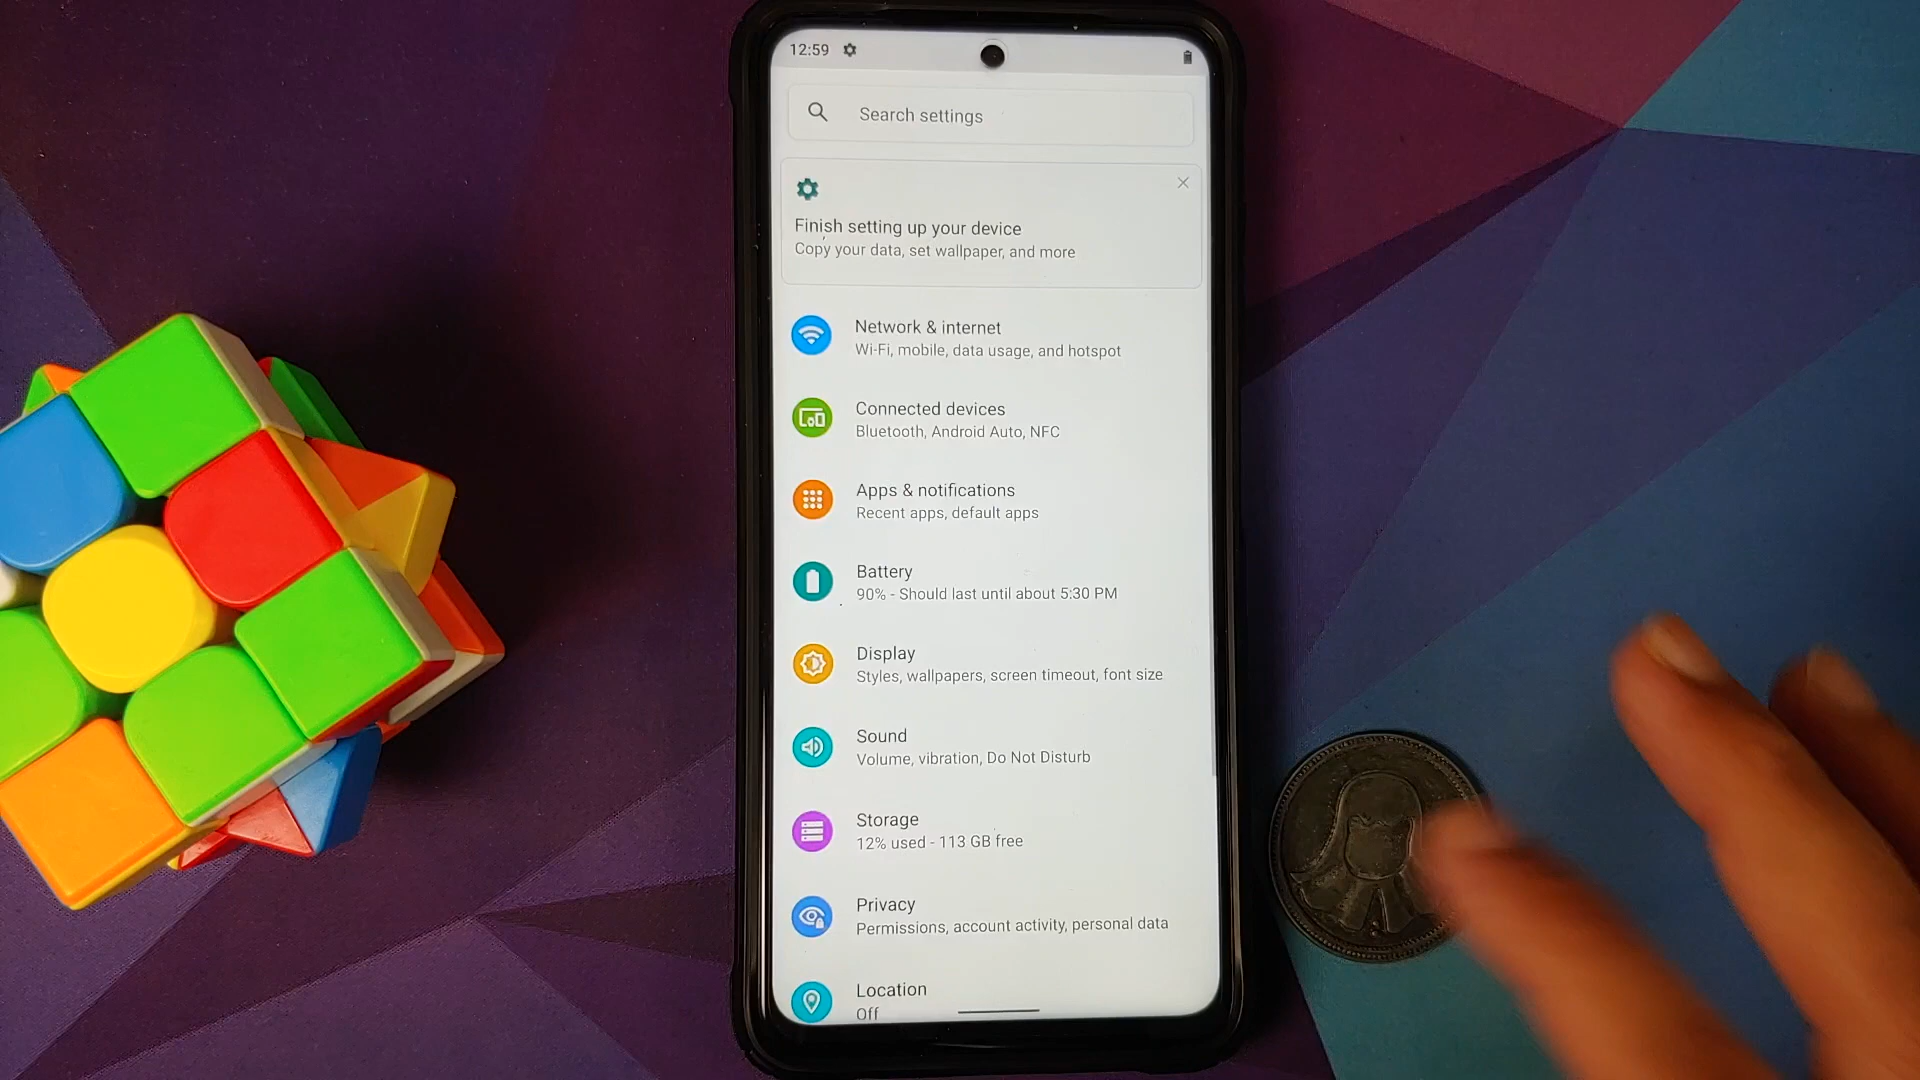 12:59
Search settings
Finish setting up your device
Copy your data, set wallpaper, and more
Network & internet
Wi-Fi, mobile, data usage, and hotspot
Connected devices
Bluetooth, Android Auto, NFC
Apps & notifications
Recent apps, default apps
Battery
90% - Should last until about 5:30 PM
Display
Styles, wallpapers, screen timeout, font size
Sound
Volume, vibration, Do Not Disturb
Storage
12% used - 113 GB free
Privacy
Permissions, account activity, personal data
Location
Off